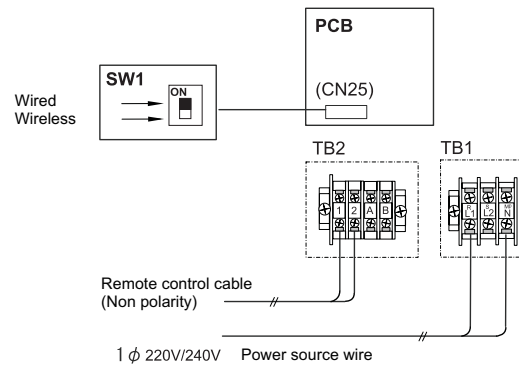 PCB
SW1
ON
(CN25)
Wired
Wireless
TB2
TB1
1 2 A B
R S MF
L1 L2 N
Remote control cable
(Non polarity)
1 ϕ 220V/240V Power source wire